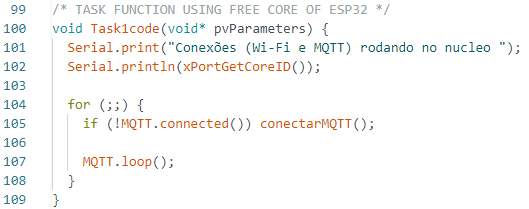 99 /* TASK FUNCTION USING FREE CORE OF ESP32 */
100 void Task1code(void* pvParameters) {
101   Serial.print("Conexões (Wi-Fi e MQTT) rodando no nucleo ");
102   Serial.println(xPortGetCoreID());
103
104   for (;;) {
105     if (!MQTT.connected()) conectarMQTT();
106
107     MQTT.loop();
108   }
109 }